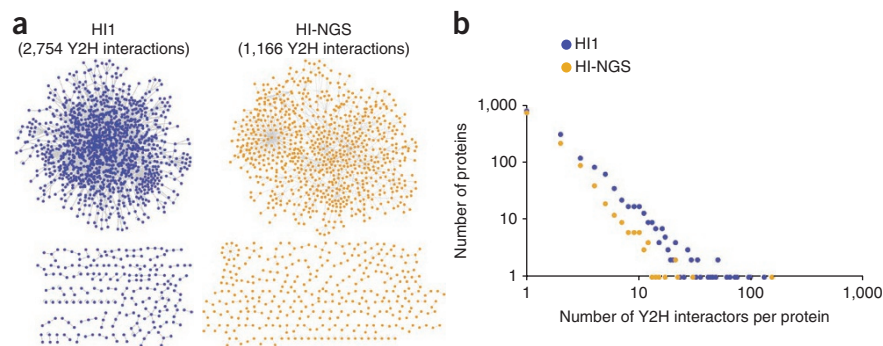 a
HI1
(2,754 Y2H interactions)
HI-NGS
(1,166 Y2H interactions)
b
HI1
HI-NGS
Number of proteins
1,000
100
10
1
1
10
100
1,000
Number of Y2H interactors per protein